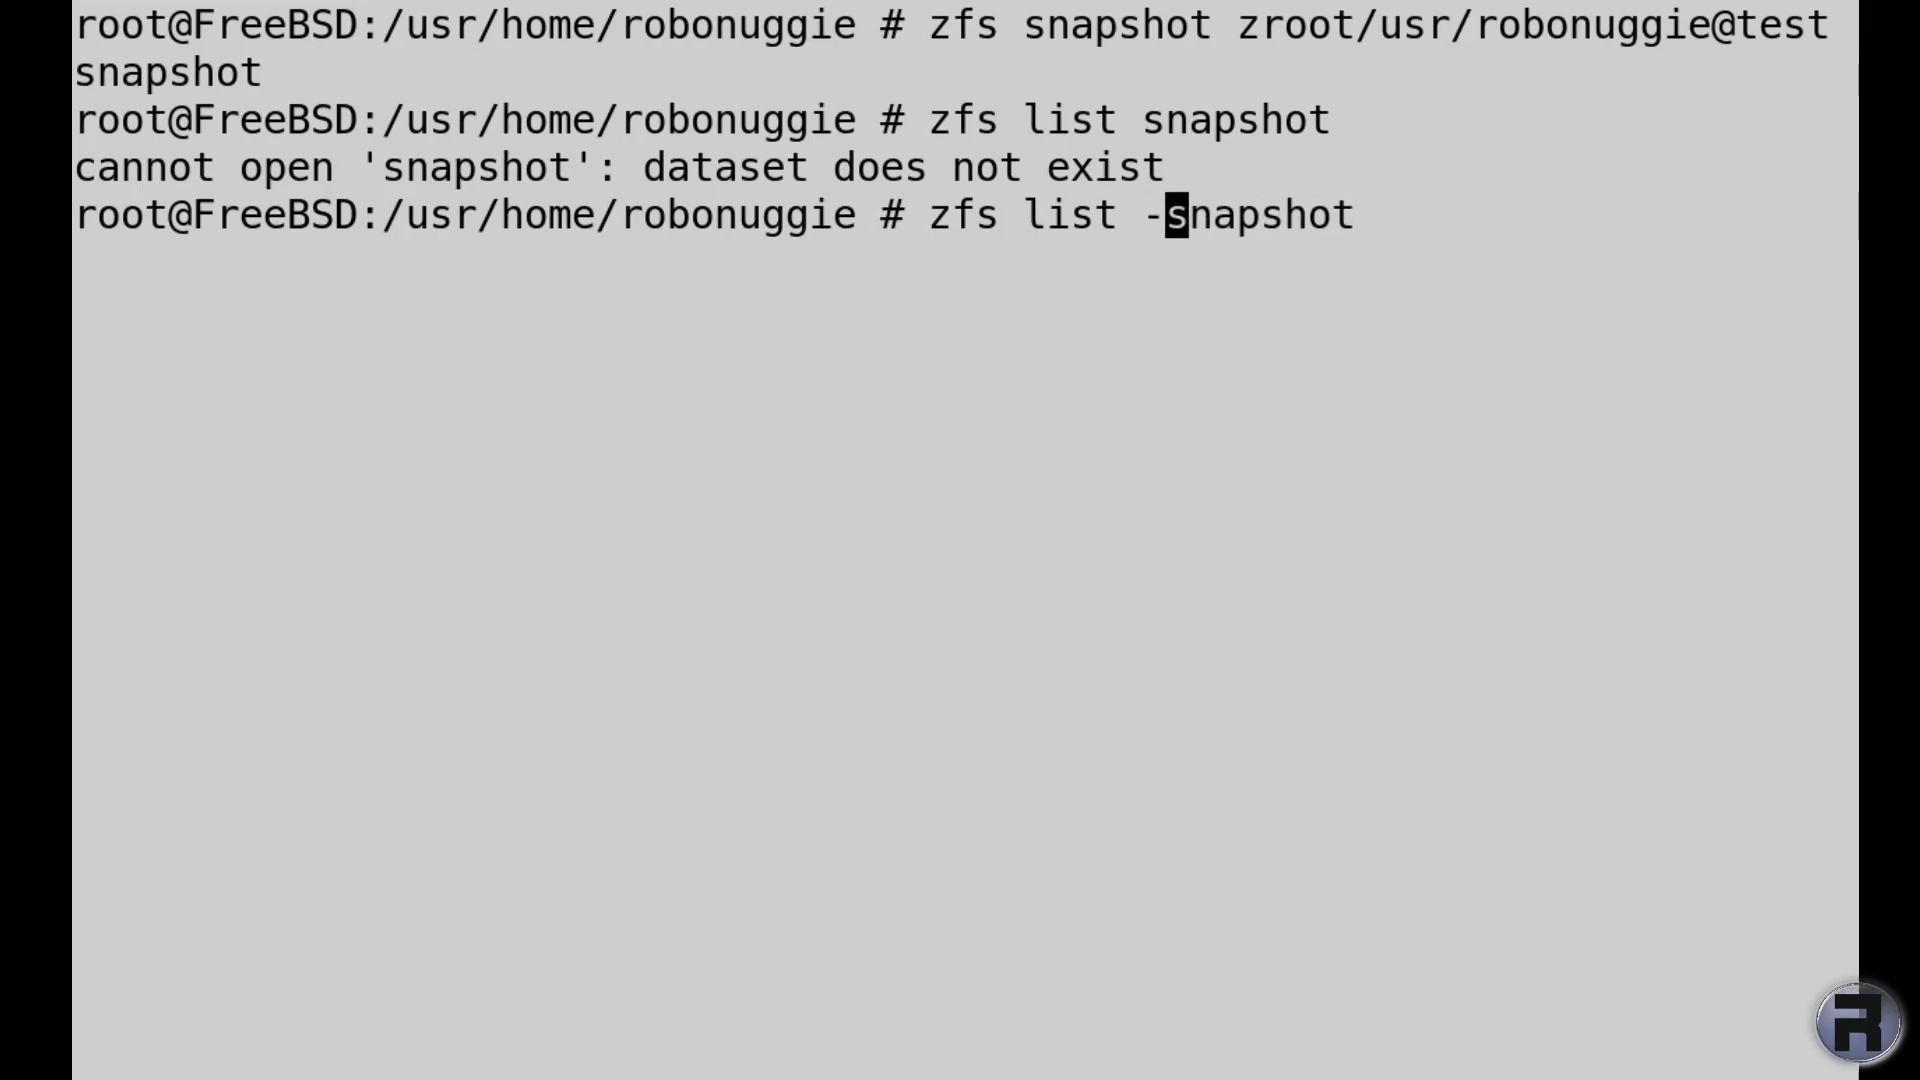 root@FreeBSD:/usr/home/robonuggie # zfs snapshot zroot/usr/robonuggie@test
snapshot
root@FreeBSD:/usr/home/robonuggie # zfs list snapshot
cannot open 'snapshot': dataset does not exist
root@FreeBSD:/usr/home/robonuggie # zfs list -snapshot
R